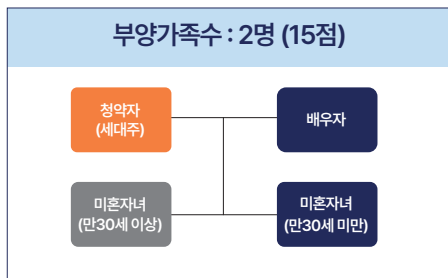 부양가족수 : 2명 (15점)
청약자
(세대주)
배우자
미혼자녀
(만30세 이상)
미혼자녀
(만30세 미만)